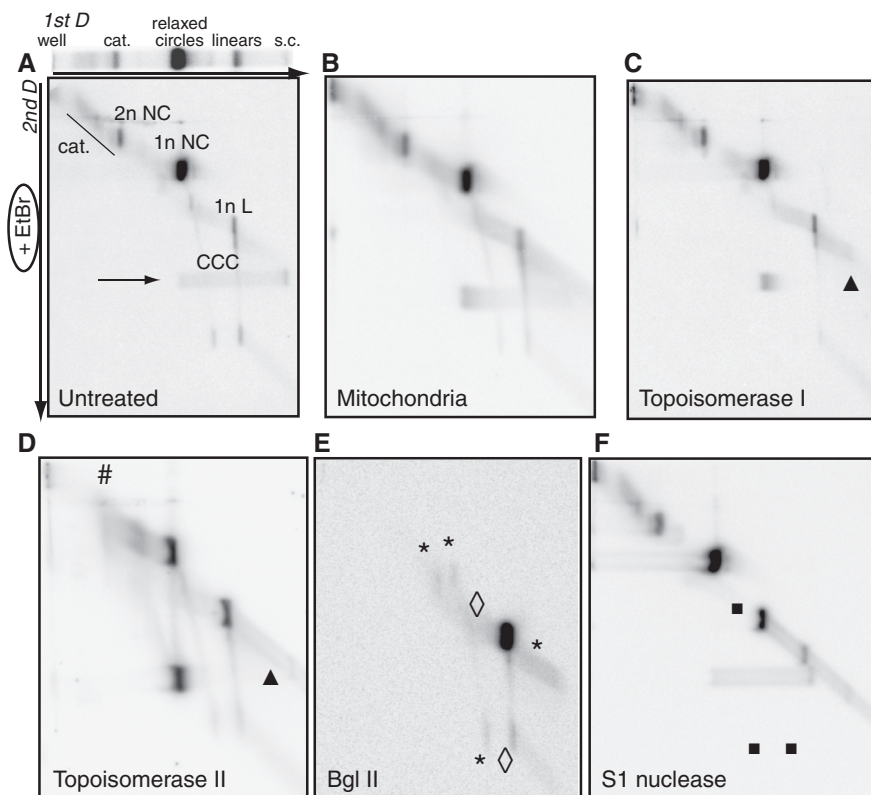 1st D
well cat. relaxed circles linears s.c.
A
2nd D
+ EtBr
2n NC
cat.
1n NC
1n L
CCC
Untreated
B
Mitochondria
C
▲
Topoisomerase I
D
#
▲
Topoisomerase II
E
* *
◊
*
* ◊
Bgl II
F
■
■ ■
S1 nuclease